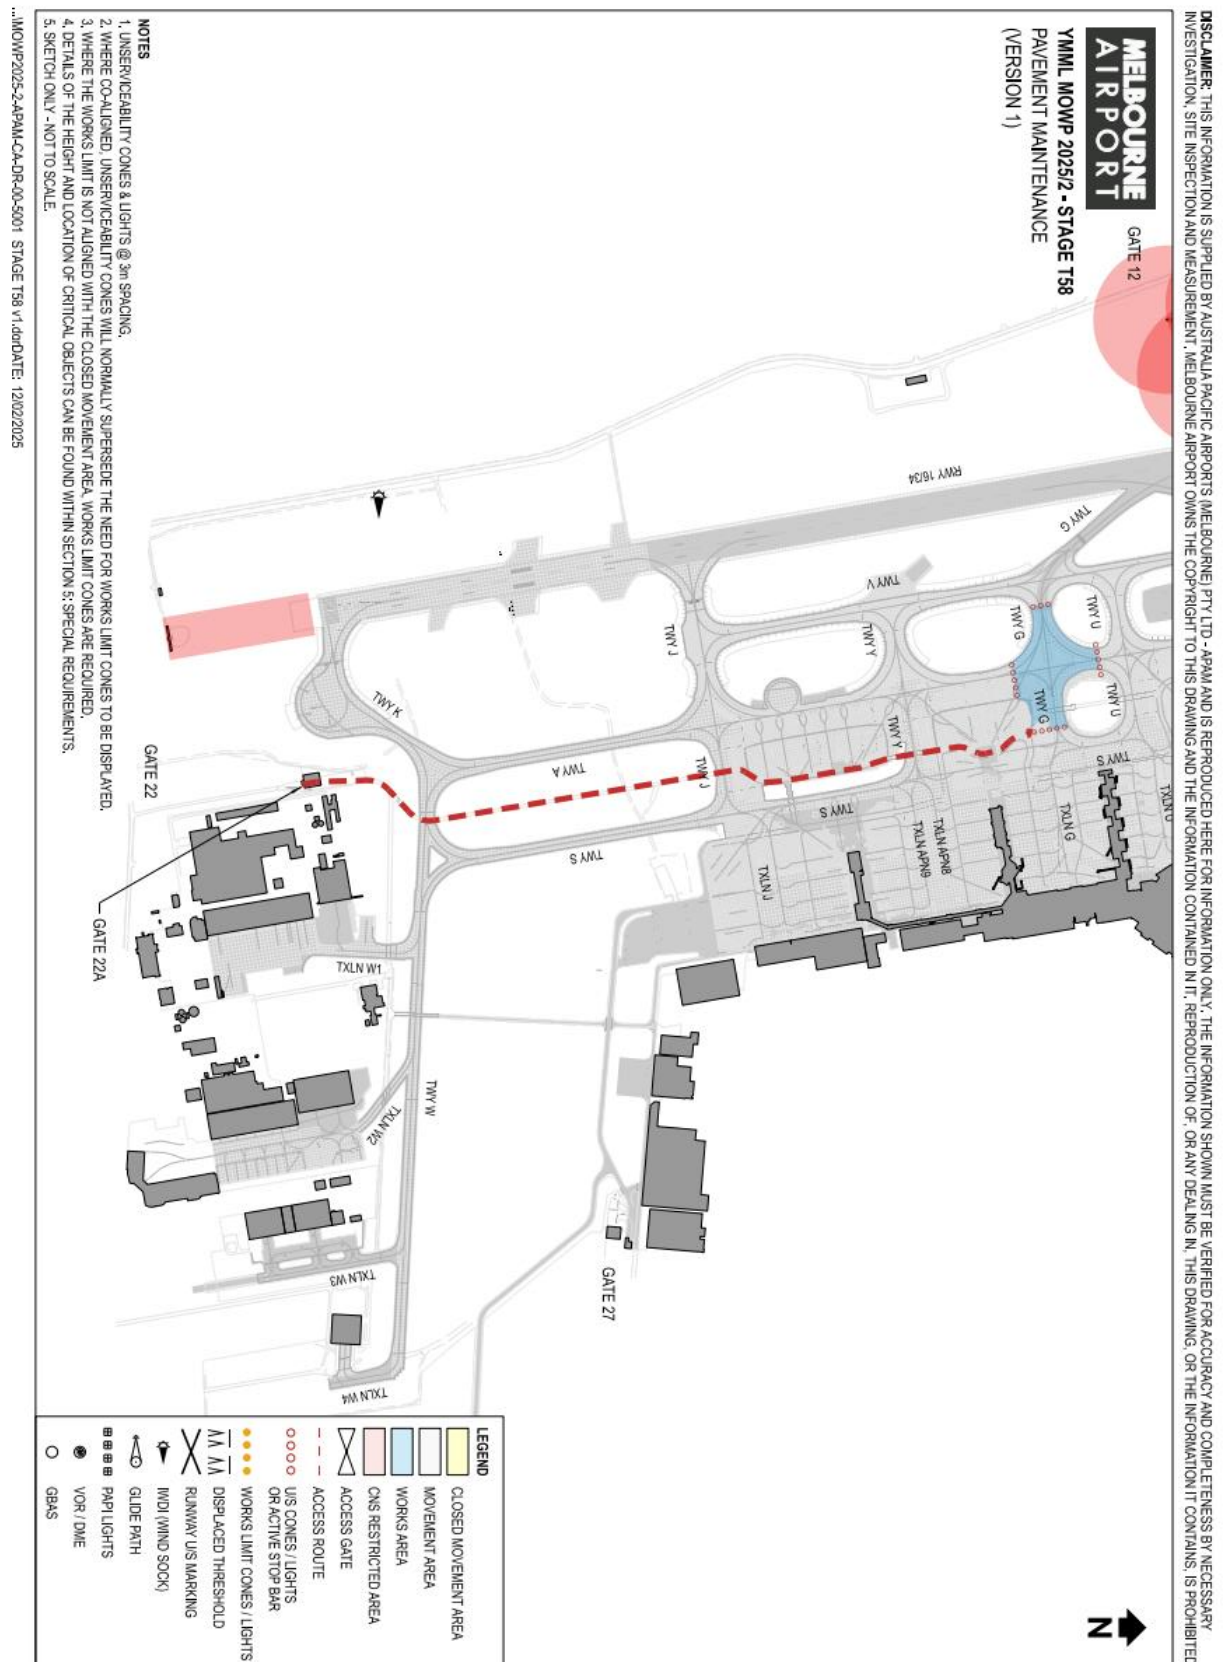 DISCLAIMER: THIS INFORMATION IS SUPPLIED BY AUSTRALIA PACIFIC AIRPORTS (MELBOURNE) PTY LTD - APAM AND IS REPRODUCED HERE FOR INFORMATION ONLY. THE INFORMATION SHOWN MUST BE VERIFIED FOR ACCURACY AND COMPLETENESS BY NECESSARY
INVESTIGATION, SITE INSPECTION AND MEASUREMENT. MELBOURNE AIRPORT OWNS THE COPYRIGHT TO THIS DRAWING AND THE INFORMATION CONTAINED IN IT. REPRODUCTION OF, OR ANY DEALING IN, THIS DRAWING, OR THE INFORMATION IT CONTAINS, IS PROHIBITED
MELBOURNE
AIRPORT
YMML MOWP 2025/2 - STAGE T58
PAVEMENT MAINTENANCE
(VERSION 1)
GATE 12
RWY 16/34
TWY G
TWY V
TWY U
TWY G
TWY U
TWY G
TWY Y
TWY J
TWY K
TWY Y
TWY S
TWY A
TWY J
TWY S
TWY S
TXLN G
TXLN APN8
TXLN APN9
TXLN J
GATE 22
GATE 22A
TXLN W1
TWY W
TXLN W2
GATE 27
TXLN W3
TXLN W4
N
NOTES
1. UNSERVICEABILITY CONES & LIGHTS @ 3m SPACING.
2. WHERE CO-ALIGNED, UNSERVICEABILITY CONES WILL NORMALLY SUPERSEDE THE NEED FOR WORKS LIMIT CONES TO BE DISPLAYED.
3. WHERE THE WORKS LIMIT IS NOT ALIGNED WITH THE CLOSED MOVEMENT AREA, WORKS LIMIT CONES ARE REQUIRED.
4. DETAILS OF THE HEIGHT AND LOCATION OF CRITICAL OBJECTS CAN BE FOUND WITHIN SECTION 5: SPECIAL REQUIREMENTS.
5. SKETCH ONLY - NOT TO SCALE.
LEGEND
CLOSED MOVEMENT AREA
MOVEMENT AREA
WORKS AREA
CNS RESTRICTED AREA
ACCESS GATE
ACCESS ROUTE
U/S CONES / LIGHTS
OR ACTIVE STOP BAR
WORKS LIMIT CONES / LIGHTS
DISPLACED THRESHOLD
RUNWAY U/S MARKING
IWDI (WIND SOCK)
GLIDE PATH
PAPI LIGHTS
VOR / DME
GBAS
...\MOWP2025-2-APAM-CA-DR-00-5001 STAGE T58 v1.dgnDATE: 12/02/2025